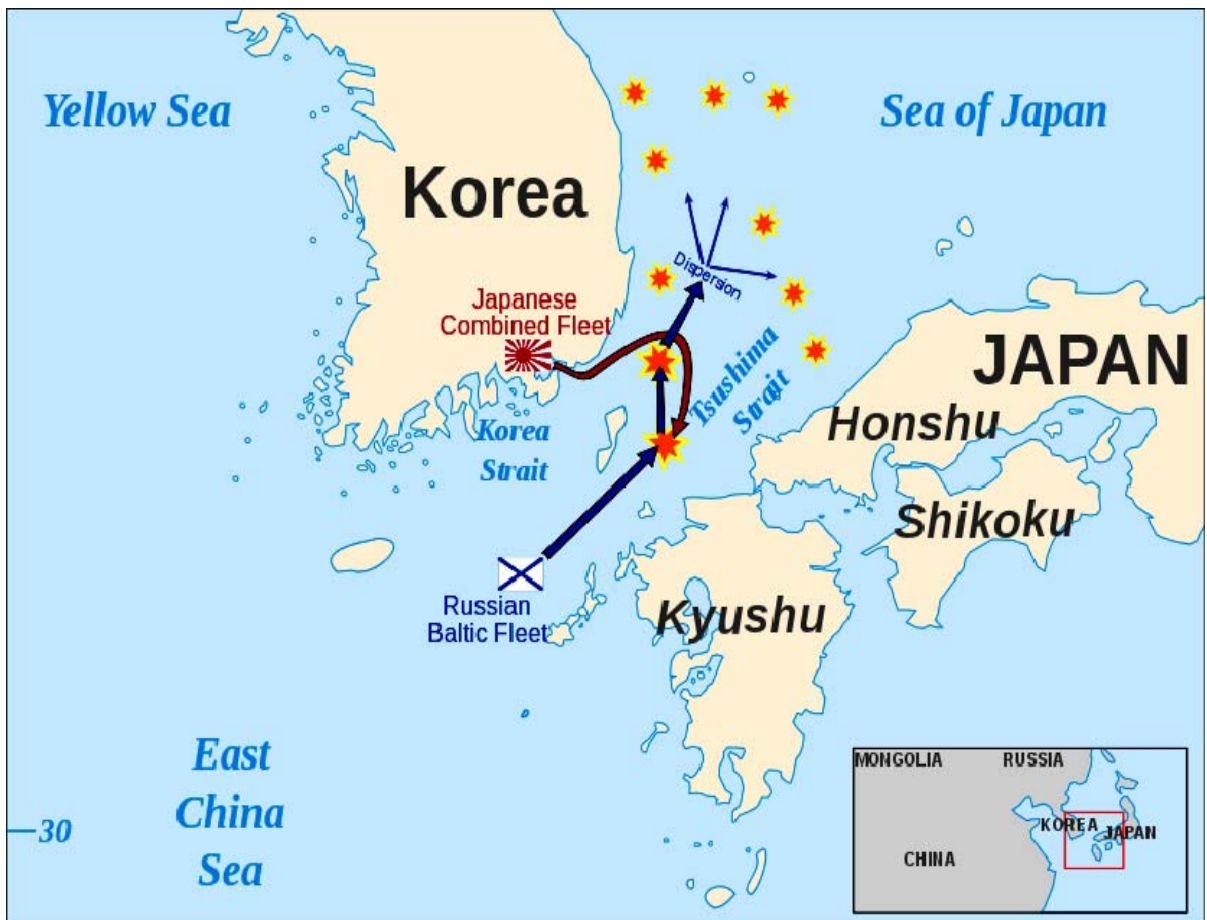 Yellow Sea
Sea of Japan
Korea
Dispersion
Japanese
Combined Fleet
Tsushima
Strait
JAPAN
Honshu
Korea
Strait
Shikoku
Russian
Baltic Fleet
Kyushu
East
China
Sea
30
MONGOLIA
RUSSIA
KOREA
JAPAN
CHINA